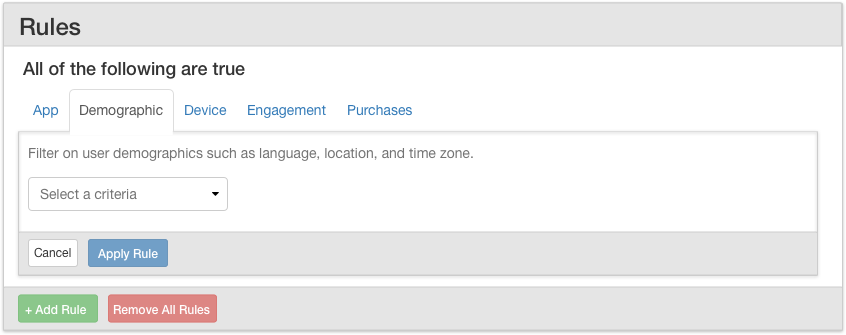 Rules
All of the following are true
App Demographic Device Engagement Purchases
Filter on user demographics such as language, location, and time zone.
Select a criteria
Cancel Apply Rule
+ Add Rule Remove All Rules